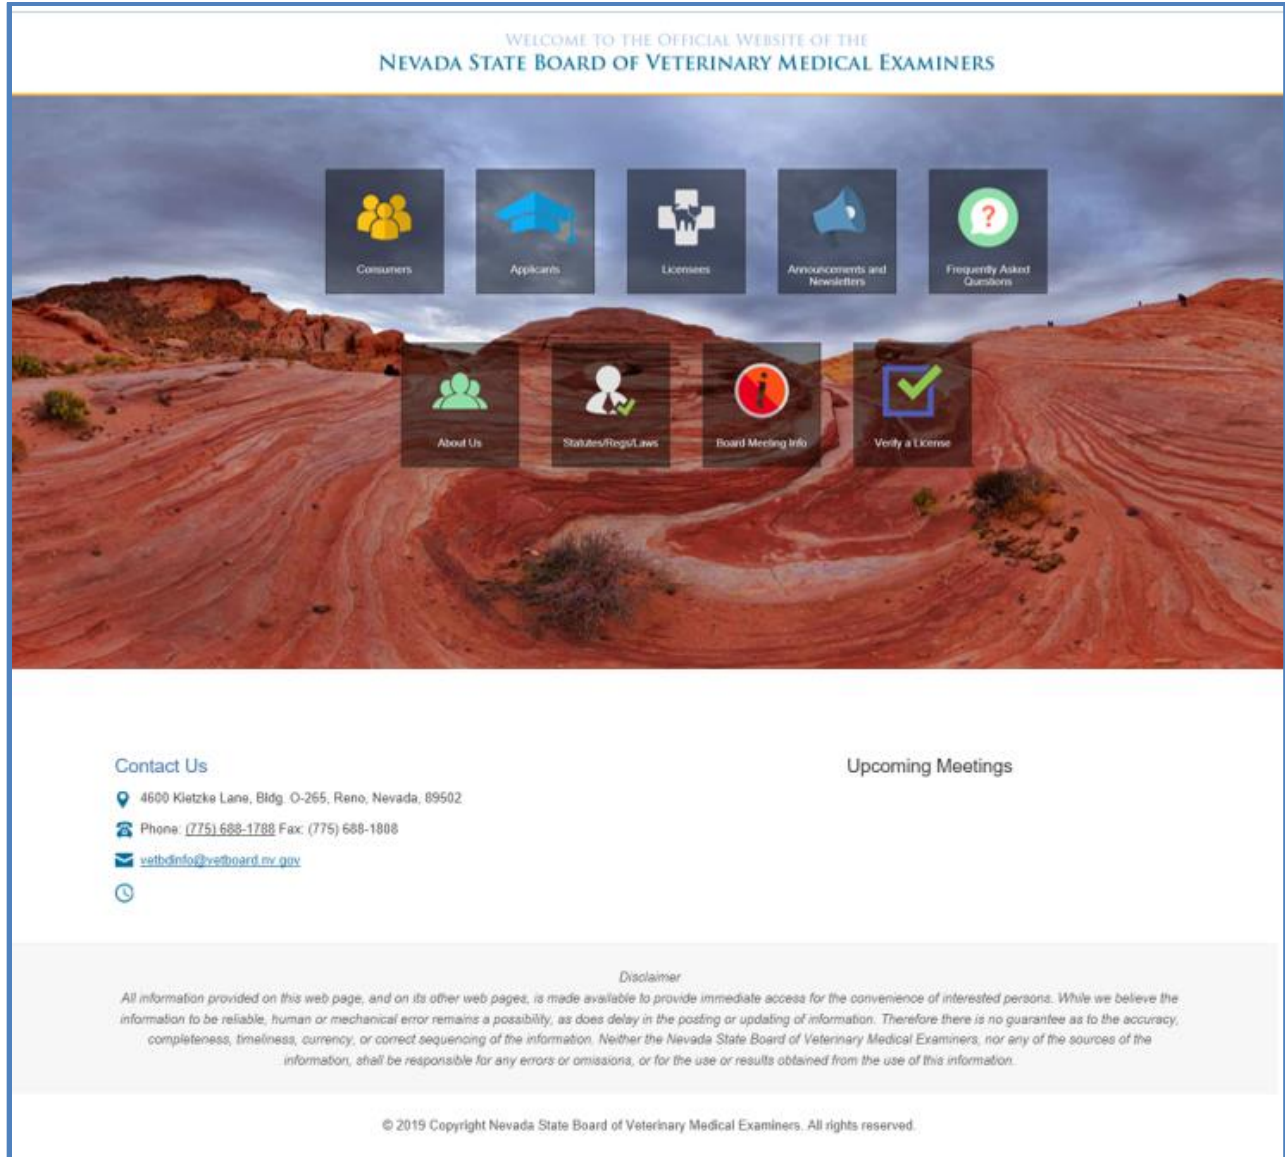 WELCOME TO THE OFFICIAL WEBSITE OF THE
NEVADA STATE BOARD OF VETERINARY MEDICAL EXAMINERS
Consumers
Applicants
Licensees
Announcements and
Newsletters
Frequently Asked
Questions
About Us
Statutes/Regs/Laws
Board Meeting Info
Verify a License
Contact Us
4600 Kietzke Lane, Bldg. O-265, Reno, Nevada, 89502
Phone: (775) 688-1788 Fax: (775) 688-1808
vetbdinfo@vetboard.nv.gov
Upcoming Meetings
Disclaimer
All information provided on this web page, and on its other web pages, is made available to provide immediate access for the convenience of interested persons. While we believe the
information to be reliable, human or mechanical error remains a possibility, as does delay in the posting or updating of information. Therefore there is no guarantee as to the accuracy,
completeness, timeliness, currency, or correct sequencing of the information. Neither the Nevada State Board of Veterinary Medical Examiners, nor any of the sources of the
information, shall be responsible for any errors or omissions, or for the use or results obtained from the use of this information.
© 2019 Copyright Nevada State Board of Veterinary Medical Examiners. All rights reserved.